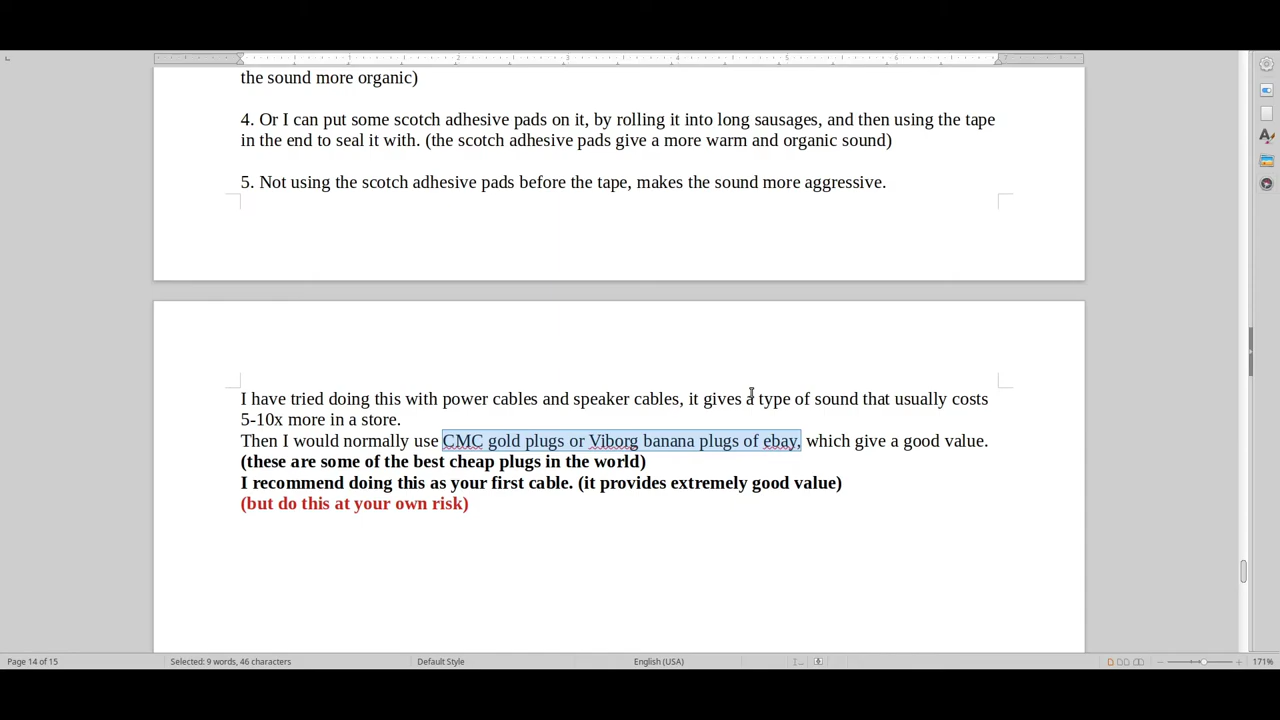 the sound more organic)
4. Or I can put some scotch adhesive pads on it, by rolling it into long sausages, and then using the tape
in the end to seal it with. (the scotch adhesive pads give a more warm and organic sound)
5. Not using the scotch adhesive pads before the tape, makes the sound more aggressive.
I have tried doing this with power cables and speaker cables, it gives a type of sound that usually costs
5-10x more in a store.
Then I would normally use CMC gold plugs or Viborg banana plugs of ebay, which give a good value.
(these are some of the best cheap plugs in the world)
I recommend doing this as your first cable. (it provides extremely good value)
(but do this at your own risk)
Page 14 of 15 Selected: 9 words, 46 characters Default Style English (USA) 171%